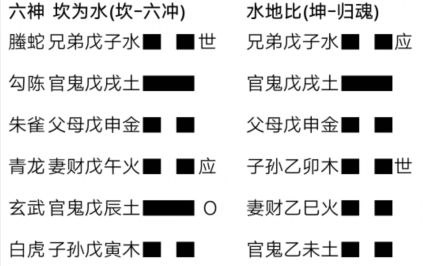 六神 坎为水(坎-六冲) 水地比(坤-归魂)
螣蛇 兄弟戊子水 世 兄弟戊子水 应
勾陈 官鬼戊戌土 官鬼戊戌土
朱雀 父母戊申金 父母戊申金
青龙 妻财戊午火 应 子孙乙卯木 世
玄武 官鬼戊辰土 O 妻财乙巳火
白虎 子孙戊寅木 官鬼乙未土